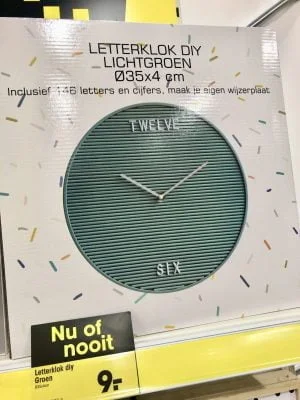 LETTERKLOK DIY
LICHTGROEN
Ø35x4 cm
Inclusief 146 letters en cijfers, maak je eigen wijzerplaat
TWEEVE
SIX
Nu of
nooit
Letterklok diy
Groen
9.-